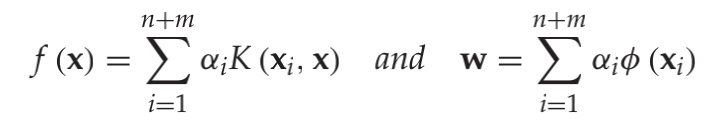 f (x) = ∑_{i=1}^{n+m} α_i K (x_i, x) and w = ∑_{i=1}^{n+m} α_i ϕ (x_i)